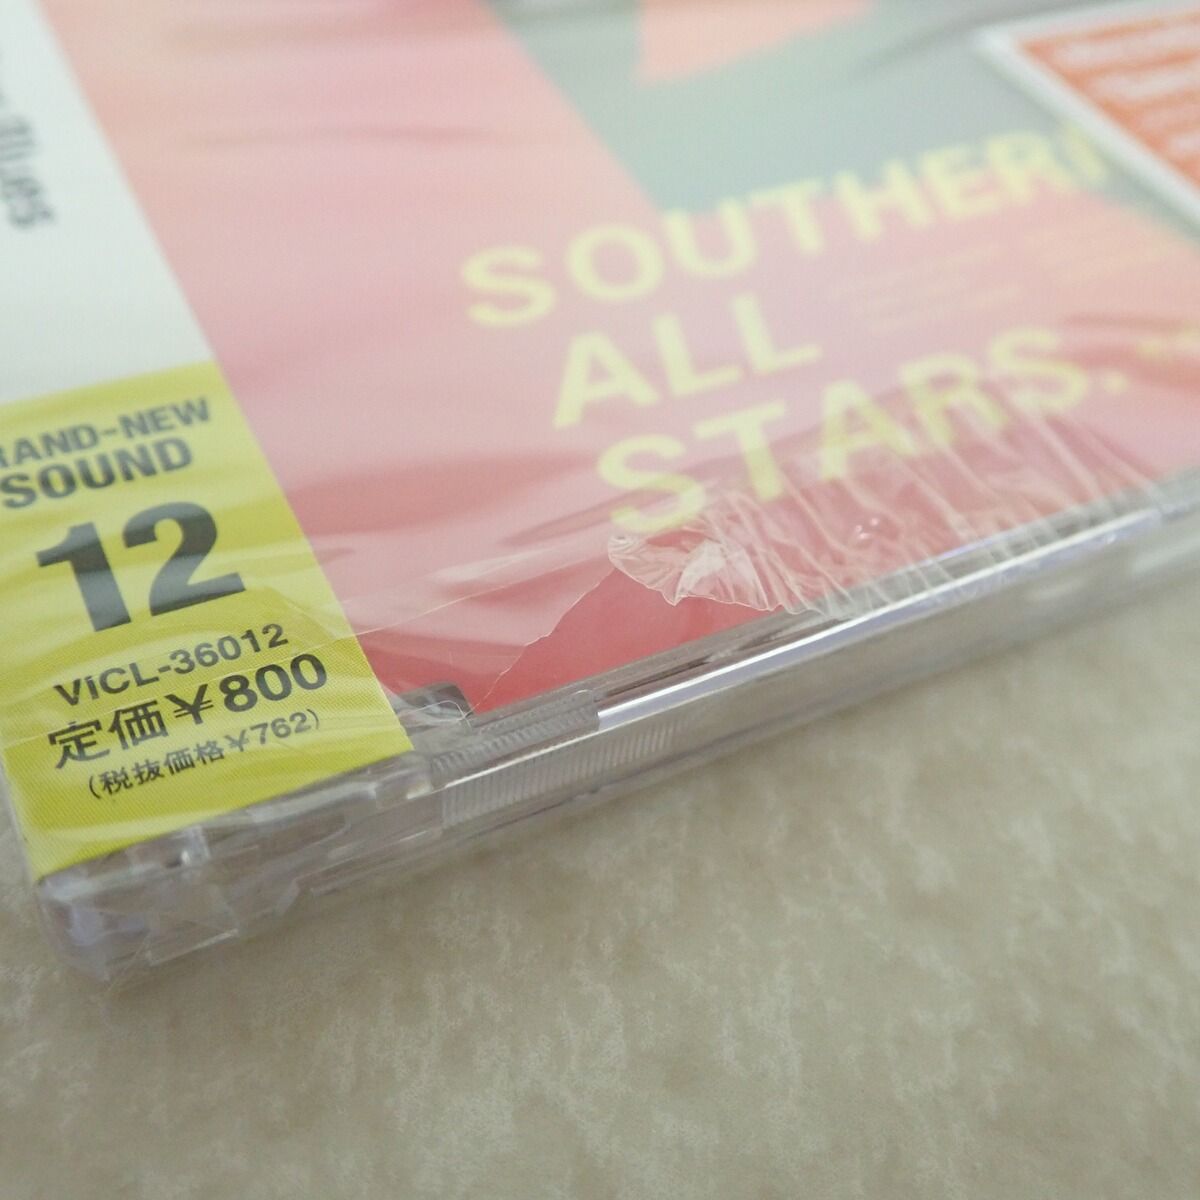 SOUTHERN
ALL
STARS.
RAND-NEW
SOUND
12
ViCL-36012
定価￥800
(税抜価格￥762)